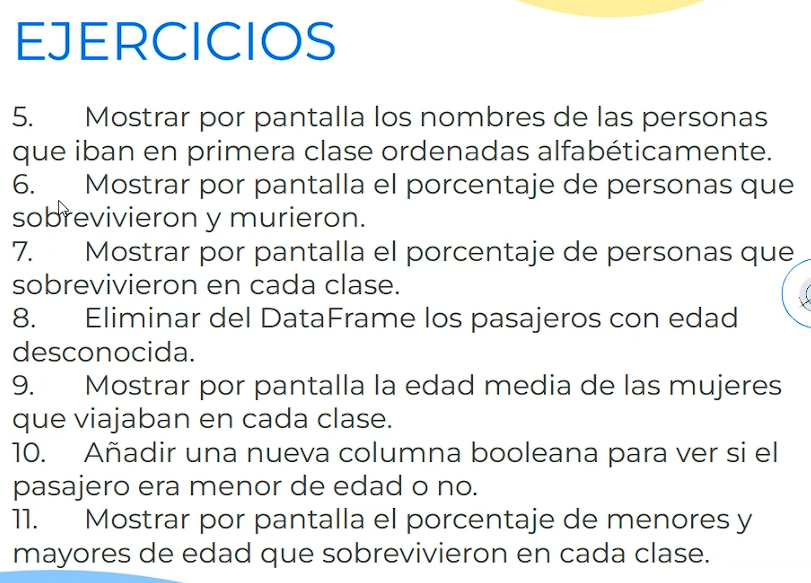 EJERCICIOS
5. Mostrar por pantalla los nombres de las personas
que iban en primera clase ordenadas alfabéticamente.
6. Mostrar por pantalla el porcentaje de personas que
sobrevivieron y murieron.
7. Mostrar por pantalla el porcentaje de personas que
sobrevivieron en cada clase.
8. Eliminar del DataFrame los pasajeros con edad
desconocida.
9. Mostrar por pantalla la edad media de las mujeres
que viajaban en cada clase.
10. Añadir una nueva columna booleana para ver si el
pasajero era menor de edad o no.
11. Mostrar por pantalla el porcentaje de menores y
mayores de edad que sobrevivieron en cada clase.